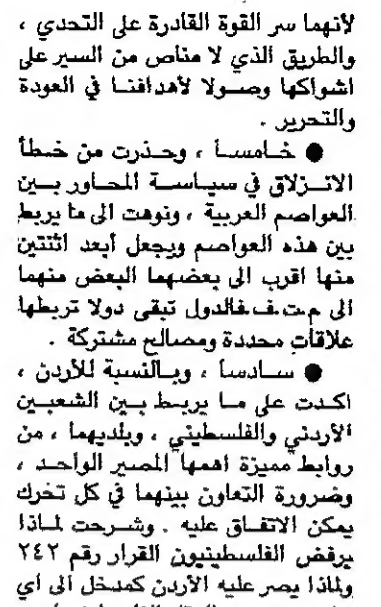 لأنهما سر القوة القادرة على التحدي ،
والطريق الذي لا مناص من السير على
اشواكها وصولا لأهدافنا في العودة
والتحرير .
● خامسا ، وحذرت من خطأ
الانزلاق في سياسة المحاور بين
العواصم العربية ، ونوهت الى ما يربط
بين هذه العواصم ويجعل أبعد اثنتين
منها اقرب الى بعضهما البعض منهما
الى م.ت.ف فالدول تبقى دولا تربطها
علاقات محددة ومصالح مشتركة .
● سادسا ، وبالنسبة للأردن ،
اكدت على ما يربط بين الشعبين
الأردني والفلسطيني ، وبلديهما ، من
روابط مميزة اهمها المصير الواحد ،
وضرورة التعاون بينهما في كل تحرك
يمكن الاتفاق عليه . وشرحت لماذا
يرفض الفلسطينيون القرار رقم ٢٤٢
ولماذا يصر عليه الأردن كمدخل الى اي